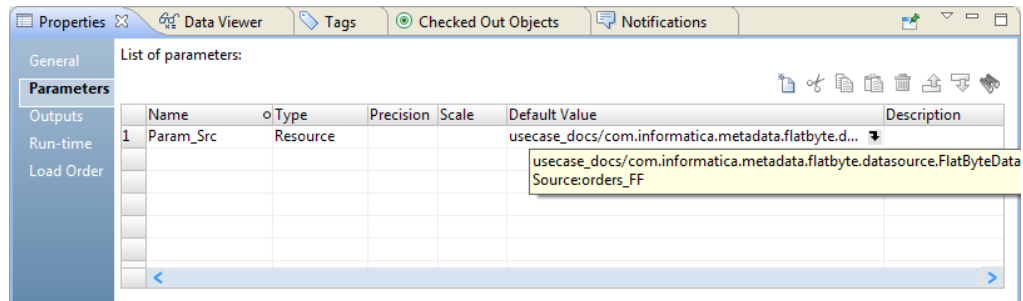 Properties Data Viewer Tags Checked Out Objects Notifications
General
Parameters
Outputs
Run-time
Load Order
List of parameters:
Name Type Precision Scale Default Value Description
1 Param_Src Resource usecase_docs/com.informatica.metadata.flatbyte.d...
usecase_docs/com.informatica.metadata.flatbyte.datasource.FlatByteData
Source:orders_FF